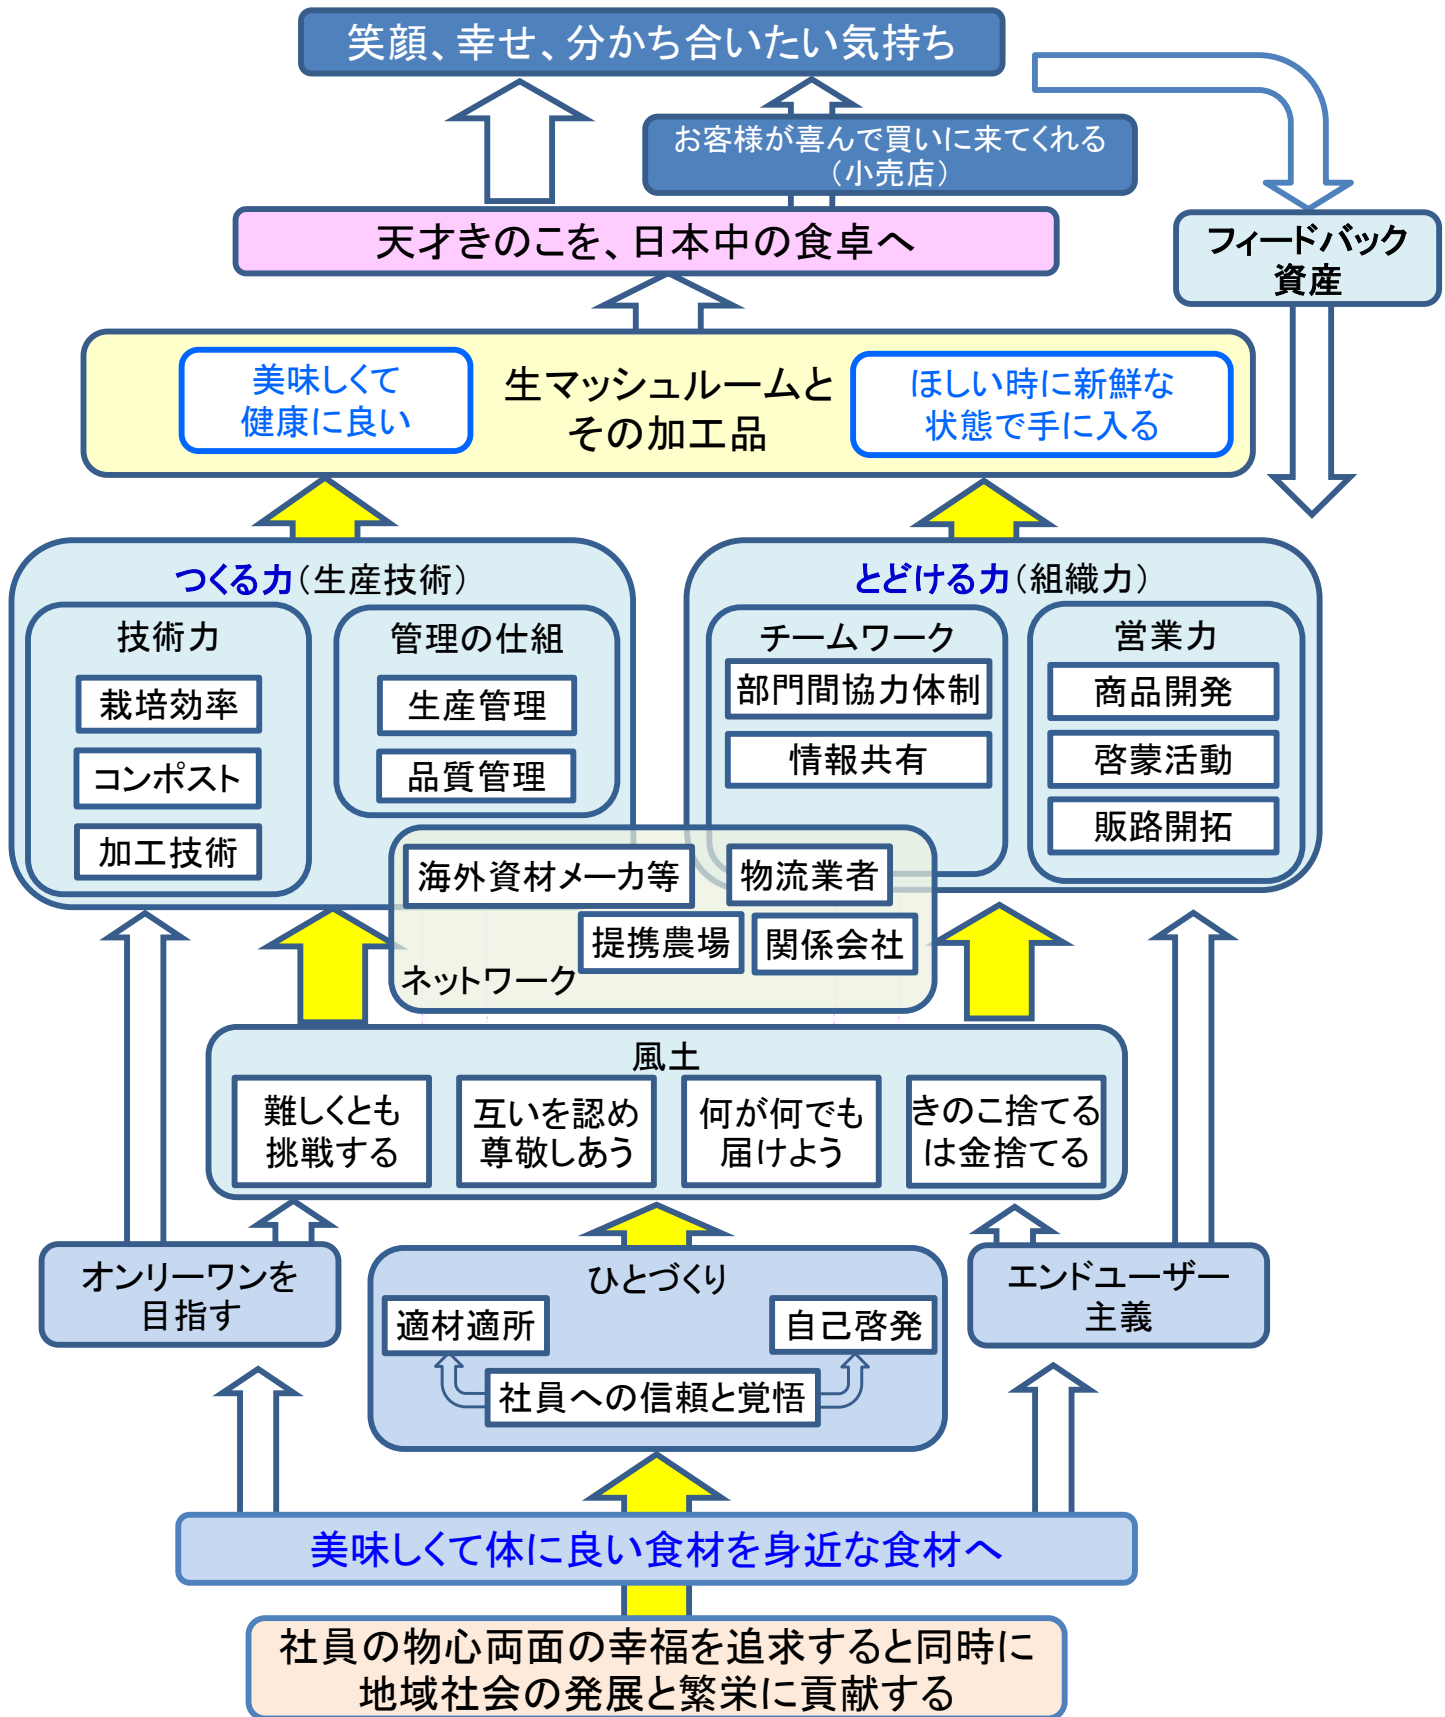 笑顔、幸せ、分かち合いたい気持ち
お客様が喜んで買いに来てくれる
（小売店）
天才きのこを、日本中の食卓へ
フィードバック
資産
美味しくて
健康に良い
生マッシュルームと
その加工品
ほしい時に新鮮な
状態で手に入る
つくる力（生産技術）
技術力
栽培効率
コンポスト
加工技術
管理の仕組
生産管理
品質管理
とどける力（組織力）
チームワーク
部門間協力体制
情報共有
営業力
商品開発
啓蒙活動
販路開拓
海外資材メーカ等
物流業者
提携農場
関係会社
ネットワーク
風土
難しくとも
挑戦する
互いを認め
尊敬しあう
何が何でも
届けよう
きのこ捨てる
は金捨てる
オンリーワンを
目指す
ひとづくり
適材適所
自己啓発
社員への信頼と覚悟
エンドユーザー
主義
美味しくて体に良い食材を身近な食材へ
社員の物心両面の幸福を追求すると同時に
地域社会の発展と繁栄に貢献する